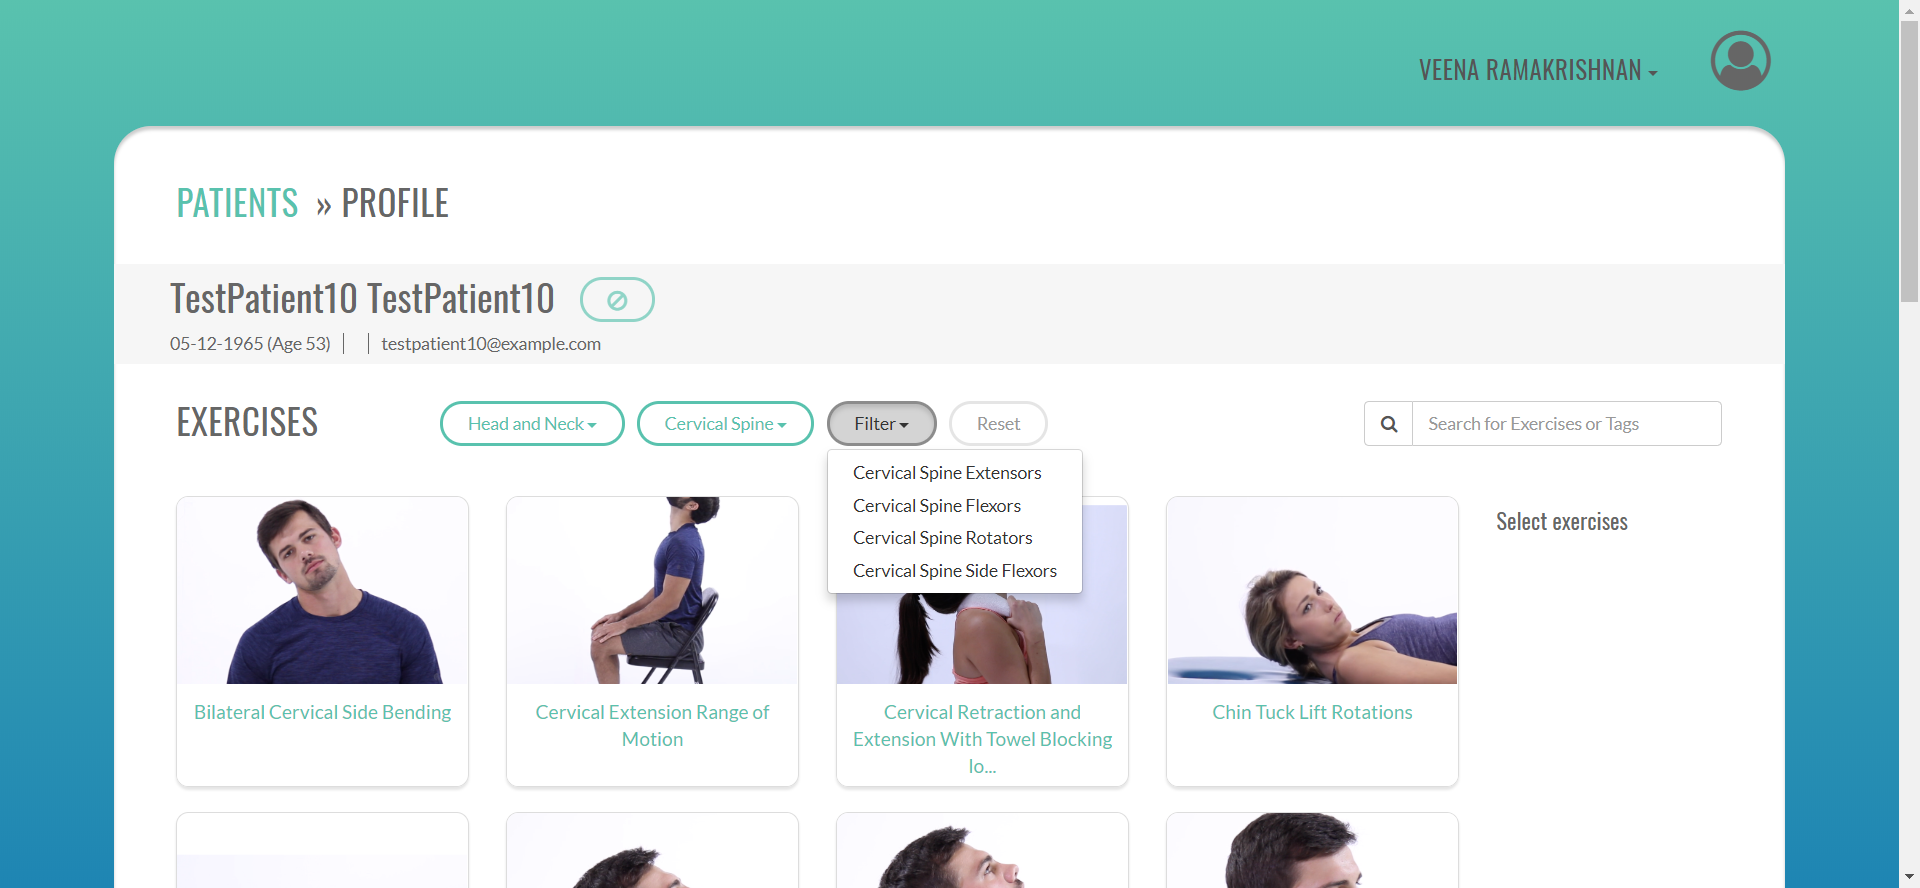 VEENA RAMAKRISHNAN
PATIENTS » PROFILE
TestPatient10 TestPatient10
05-12-1965 (Age 53) | | testpatient10@example.com
EXERCISES
Head and Neck
Cervical Spine
Filter
Reset
Search for Exercises or Tags
Cervical Spine Extensors
Cervical Spine Flexors
Cervical Spine Rotators
Cervical Spine Side Flexors
Select exercises
Bilateral Cervical Side Bending
Cervical Extension Range of
Motion
Cervical Retraction and
Extension With Towel Blocking
lo...
Chin Tuck Lift Rotations